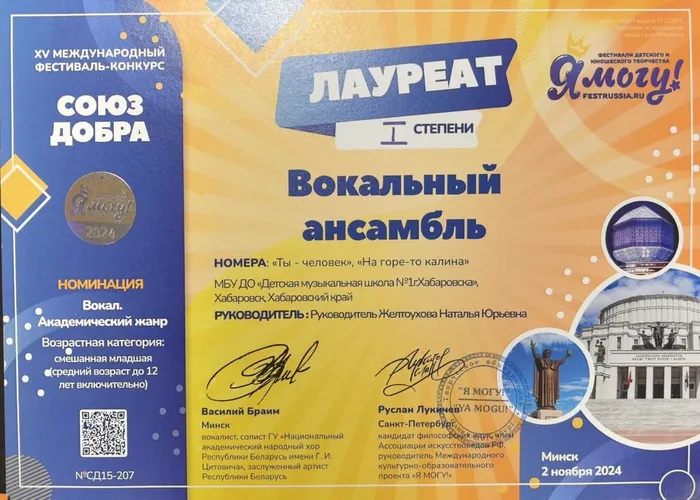 XV МЕЖДУНАРОДНЫЙ
ФЕСТИВАЛЬ-КОНКУРС
СОЮЗ
ДОБРА
Я могу!
2024
НОМИНАЦИЯ
Вокал.
Академический жанр
Возрастная категория:
смешанная младшая
(средний возраст до 12
лет включительно)
№СД15-207
ЛАУРЕАТ
I СТЕПЕНИ
ФЕСТИВАЛИ ДЕТСКОГО И
ЮНОШЕСКОГО ТВОРЧЕСТВА
Я могу!
FESTRUSSIA.RU
Вокальный
ансамбль
НОМЕРА: «Ты - человек», «На горе-то калина»
МБУ ДО «Детская музыкальная школа №1г.Хабаровска»,
Хабаровск, Хабаровский край
РУКОВОДИТЕЛЬ : Руководитель Желтоухова Наталья Юрьевна
Василий Браим
Минск
вокалист, солист ГУ «Национальный
академический народный хор
Республики Беларусь имени Г. И.
Цитовича», заслуженный артист
Республики Беларусь
Руслан Лукичев
Санкт-Петербург
кандидат философских наук, член
Ассоциации искусствоведов РФ,
руководитель Международного
культурно-образовательного
проекта «Я МОГУ!»
"Я МОГУ!"
"YA MOGU!"
Минск
2 ноября 2024